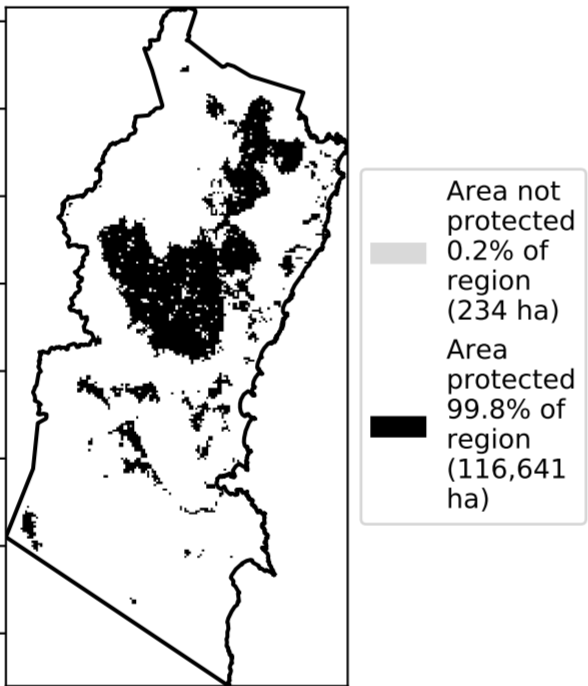 Area not
protected
0.2% of
region
(234 ha)
Area
protected
99.8% of
region
(116,641
ha)